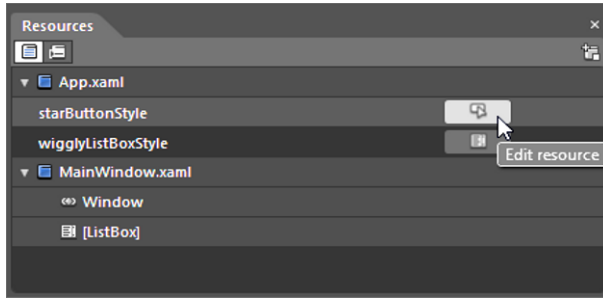 Resources
App.xaml
starButtonStyle
wigglyListBoxStyle
Edit resource
MainWindow.xaml
Window
[ListBox]